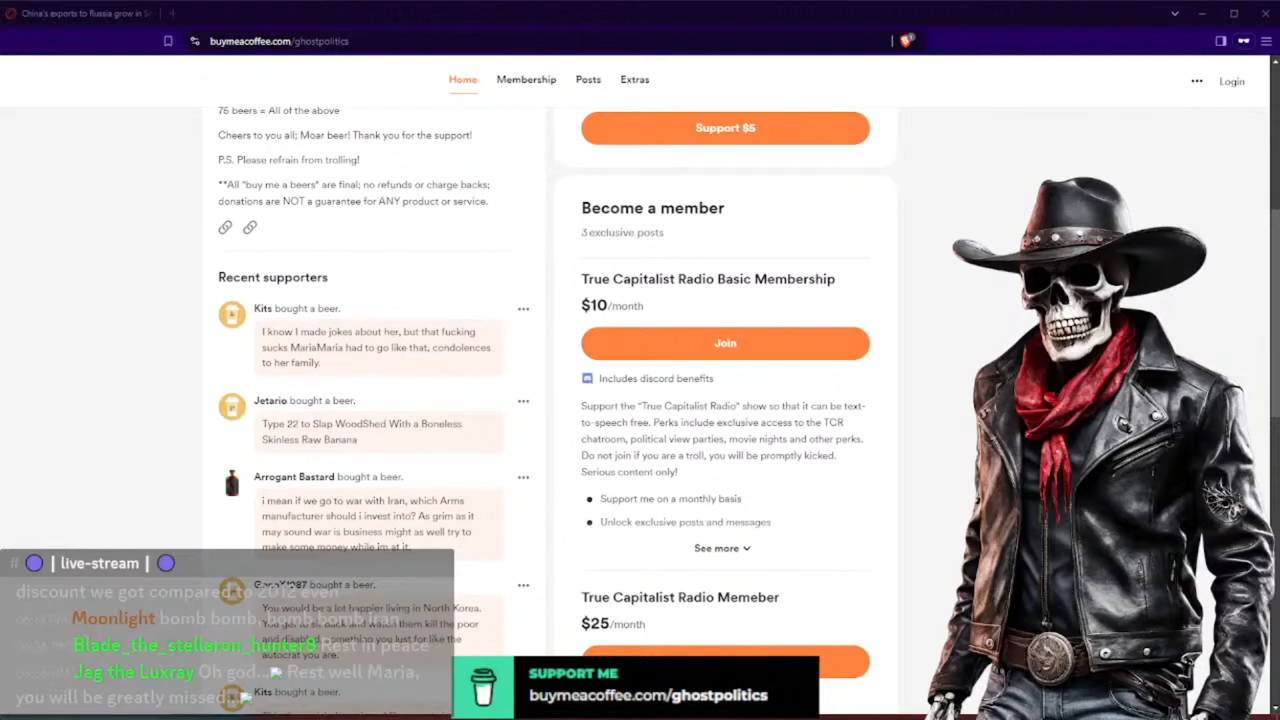 China's exports to Russia grow in S
buymeacoffee.com/ghostpolitics
Home Membership Posts Extras
Login
75 beers = All of the above
Cheers to you all; Moar beer! Thank you for the support!
P.S. Please refrain from trolling!
**All "buy me a beers" are final; no refunds or charge backs;
donations are NOT a guarantee for ANY product or service.
Recent supporters
Kits bought a beer.
I know I made jokes about her, but that fucking
sucks MariaMaria had to go like that, condolences
to her family.
Jetario bought a beer.
Type 22 to Slap WoodShed With a Boneless
Skinless Raw Banana
Arrogant Bastard bought a beer.
i mean if we go to war with Iran, which Arms
manufacturer should i invest into? As grim as it
may sound war is business might as well try to
make some money while im at it.
bought a beer.
You would be a lot happier living in North Korea.
Kits bought a beer.
Support $5
Become a member
3 exclusive posts
True Capitalist Radio Basic Membership
$10/month
Join
Includes discord benefits
Support the "True Capitalist Radio" show so that it can be text-
to-speech free. Perks include exclusive access to the TCR
chatroom, political view parties, movie nights and other perks.
Do not join if you are a troll, you will be promptly kicked.
Serious content only!
Support me on a monthly basis
Unlock exclusive posts and messages
See more
True Capitalist Radio Memeber
$25/month
# | live-stream |
discount we got compared to 2012 even
Moonlight bomb bomb, bomb bomb iran
Blade_the_stellaron_hunter8 Rest in peace
Jag the Luxray Oh god... Rest well Maria,
you will be greatly missed...
SUPPORT ME
buymeacoffee.com/ghostpolitics